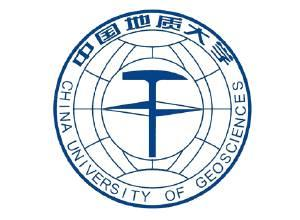 中国地质大学
CHINA UNIVERSITY OF GEOSCIENCES